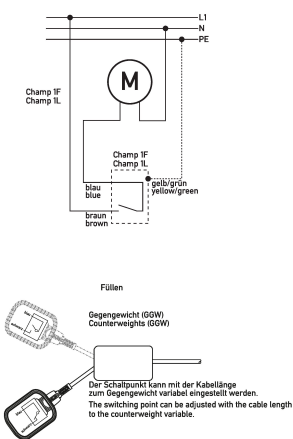 L1
N
PE
M
Champ 1F
Champ 1L
Champ 1F
Champ 1L
blau
blue
gelb/grün
yellow/green
braun
brown
Füllen
Gegengewicht (GGW)
Counterweights (GGW)
Der Schaltpunkt kann mit der Kabellänge
zum Gegengewicht variabel eingestellt werden.
The switching point can be adjusted with the cable length
to the counterweight variable.